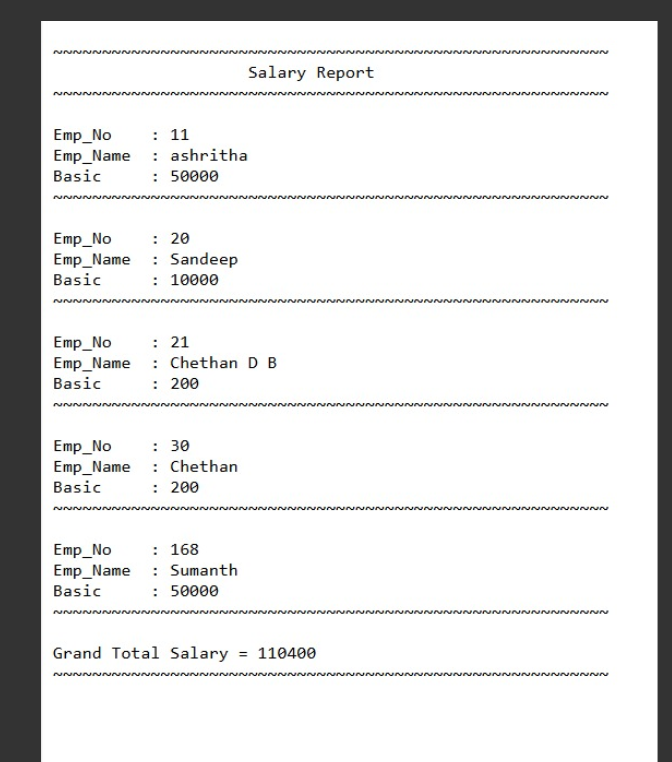 ~~~~~~~~~~~~~~~~~~~~~~~~~~~~~~~~~~~~~~~~~~~~~~~~~~~~~~~~~
Salary Report
~~~~~~~~~~~~~~~~~~~~~~~~~~~~~~~~~~~~~~~~~~~~~~~~~~~~~~~~~
Emp_No    : 11
Emp_Name  : ashritha
Basic     : 50000
~~~~~~~~~~~~~~~~~~~~~~~~~~~~~~~~~~~~~~~~~~~~~~~~~~~~~~~~~
Emp_No    : 20
Emp_Name  : Sandeep
Basic     : 10000
~~~~~~~~~~~~~~~~~~~~~~~~~~~~~~~~~~~~~~~~~~~~~~~~~~~~~~~~~
Emp_No    : 21
Emp_Name  : Chethan D B
Basic     : 200
~~~~~~~~~~~~~~~~~~~~~~~~~~~~~~~~~~~~~~~~~~~~~~~~~~~~~~~~~
Emp_No    : 30
Emp_Name  : Chethan
Basic     : 200
~~~~~~~~~~~~~~~~~~~~~~~~~~~~~~~~~~~~~~~~~~~~~~~~~~~~~~~~~
Emp_No    : 168
Emp_Name  : Sumanth
Basic     : 50000
~~~~~~~~~~~~~~~~~~~~~~~~~~~~~~~~~~~~~~~~~~~~~~~~~~~~~~~~~
Grand Total Salary = 110400
~~~~~~~~~~~~~~~~~~~~~~~~~~~~~~~~~~~~~~~~~~~~~~~~~~~~~~~~~